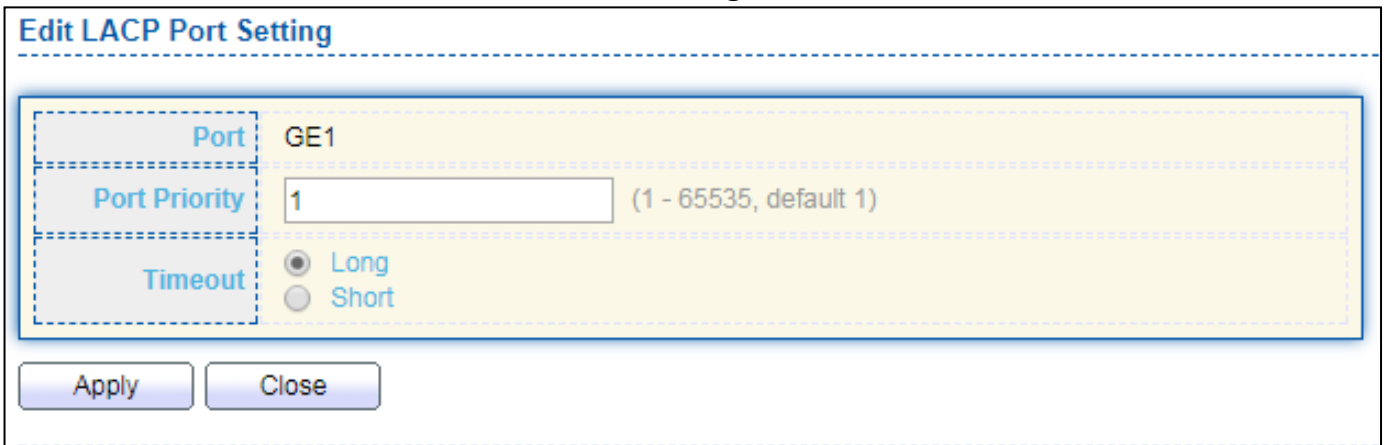 Edit LACP Port Setting
Port GE1
Port Priority 1 (1 - 65535, default 1)
Timeout Long
Short
Apply Close